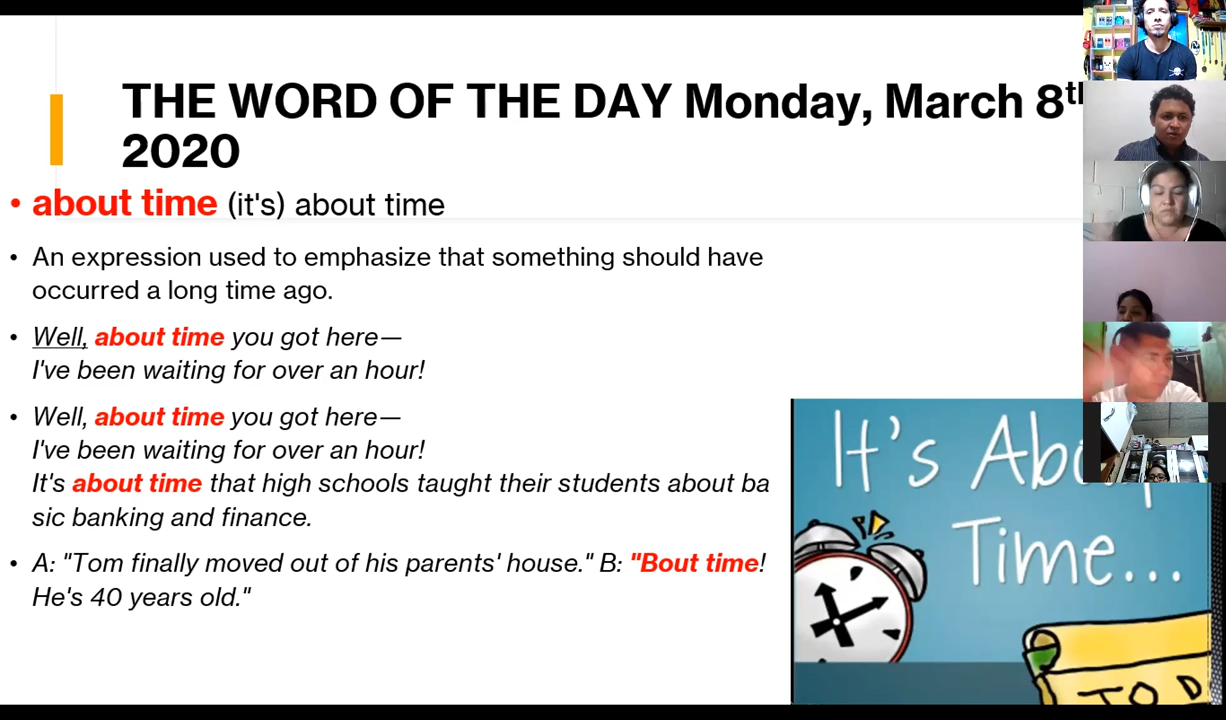 THE WORD OF THE DAY Monday, March 8th
2020
• about time (it's) about time
• An expression used to emphasize that something should have
occurred a long time ago.
• Well, about time you got here—
I've been waiting for over an hour!
• Well, about time you got here—
I've been waiting for over an hour!
It's about time that high schools taught their students about ba
sic banking and finance.
• A: "Tom finally moved out of his parents' house." B: "Bout time!
He's 40 years old."
It's About
Time...
TO D